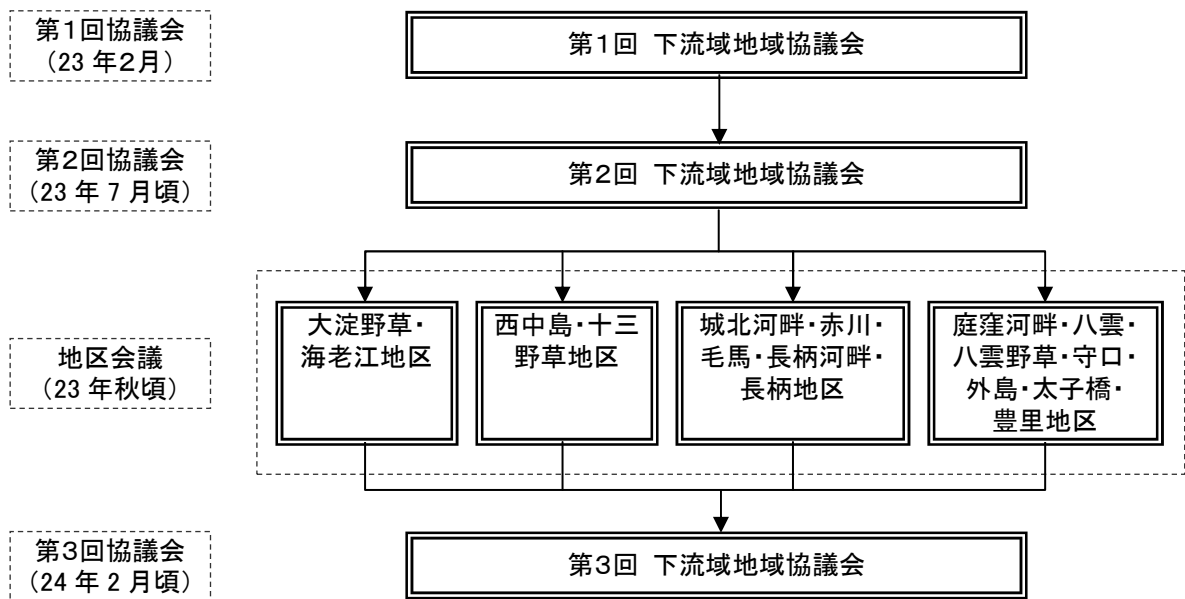 第１回協議会
（23 年２月）
第１回 下流域地域協議会
第２回協議会
（23 年 7 月頃）
第２回 下流域地域協議会
地区会議
（23 年秋頃）
大淀野草・
海老江地区
西中島・十三
野草地区
城北河畔・赤川・
毛馬・長柄河畔・
長柄地区
庭窪河畔・八雲・
八雲野草・守口・
外島・太子橋・
豊里地区
第３回協議会
（24 年 2 月頃）
第３回 下流域地域協議会